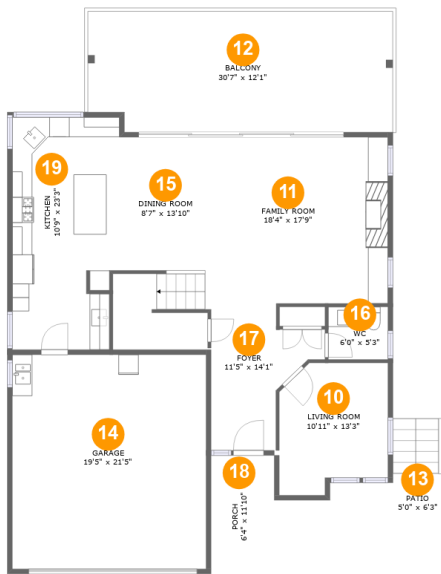 12
BALCONY
30'7" x 12'1"
19
KITCHEN
10'9" x 23'3"
15
DINING ROOM
8'7" x 13'10"
11
FAMILY ROOM
18'4" x 17'9"
16
WC
6'0" x 5'3"
17
FOYER
11'5" x 14'1"
10
LIVING ROOM
10'11" x 13'3"
14
GARAGE
19'5" x 21'5"
18
PORCH
6'4" x 11'10"
13
PATIO
5'0" x 6'3"